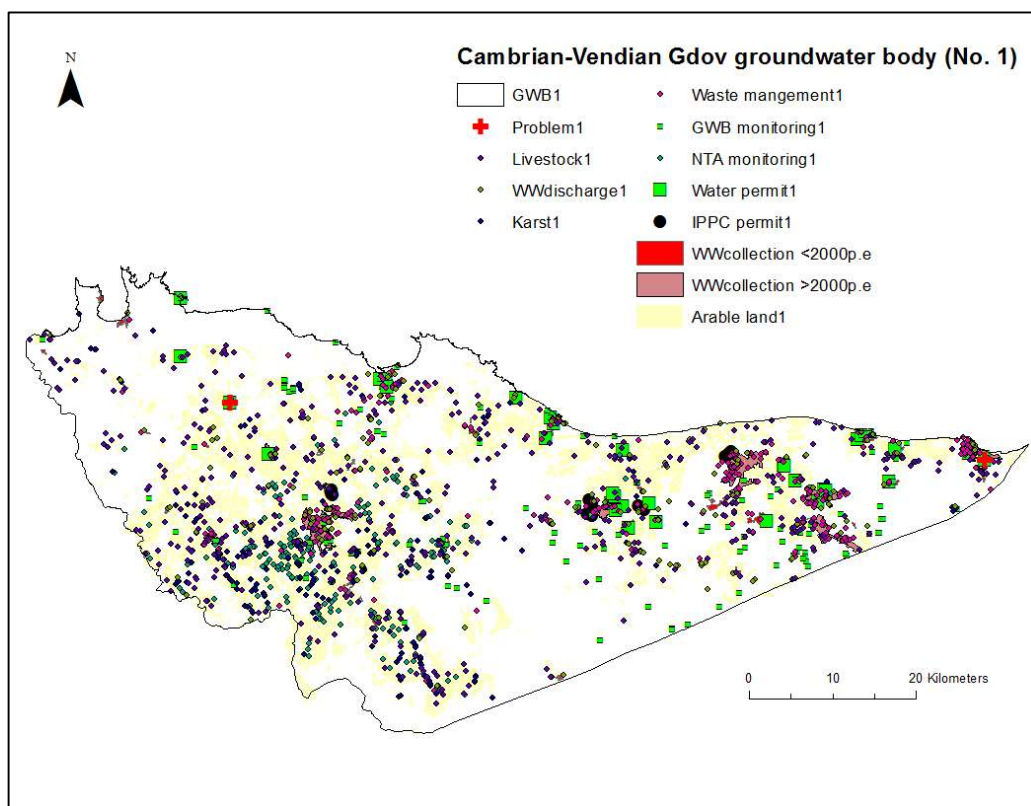 N
Cambrian-Vendian Gdov groundwater body (No. 1)
GWB1
Problem1
Livestock1
WWdischarge1
Karst1
Waste mangement1
GWB monitoring1
NTA monitoring1
Water permit1
IPPC permit1
WWcollection <2000p.e
WWcollection >2000p.e
Arable land1
0 10 20 Kilometers